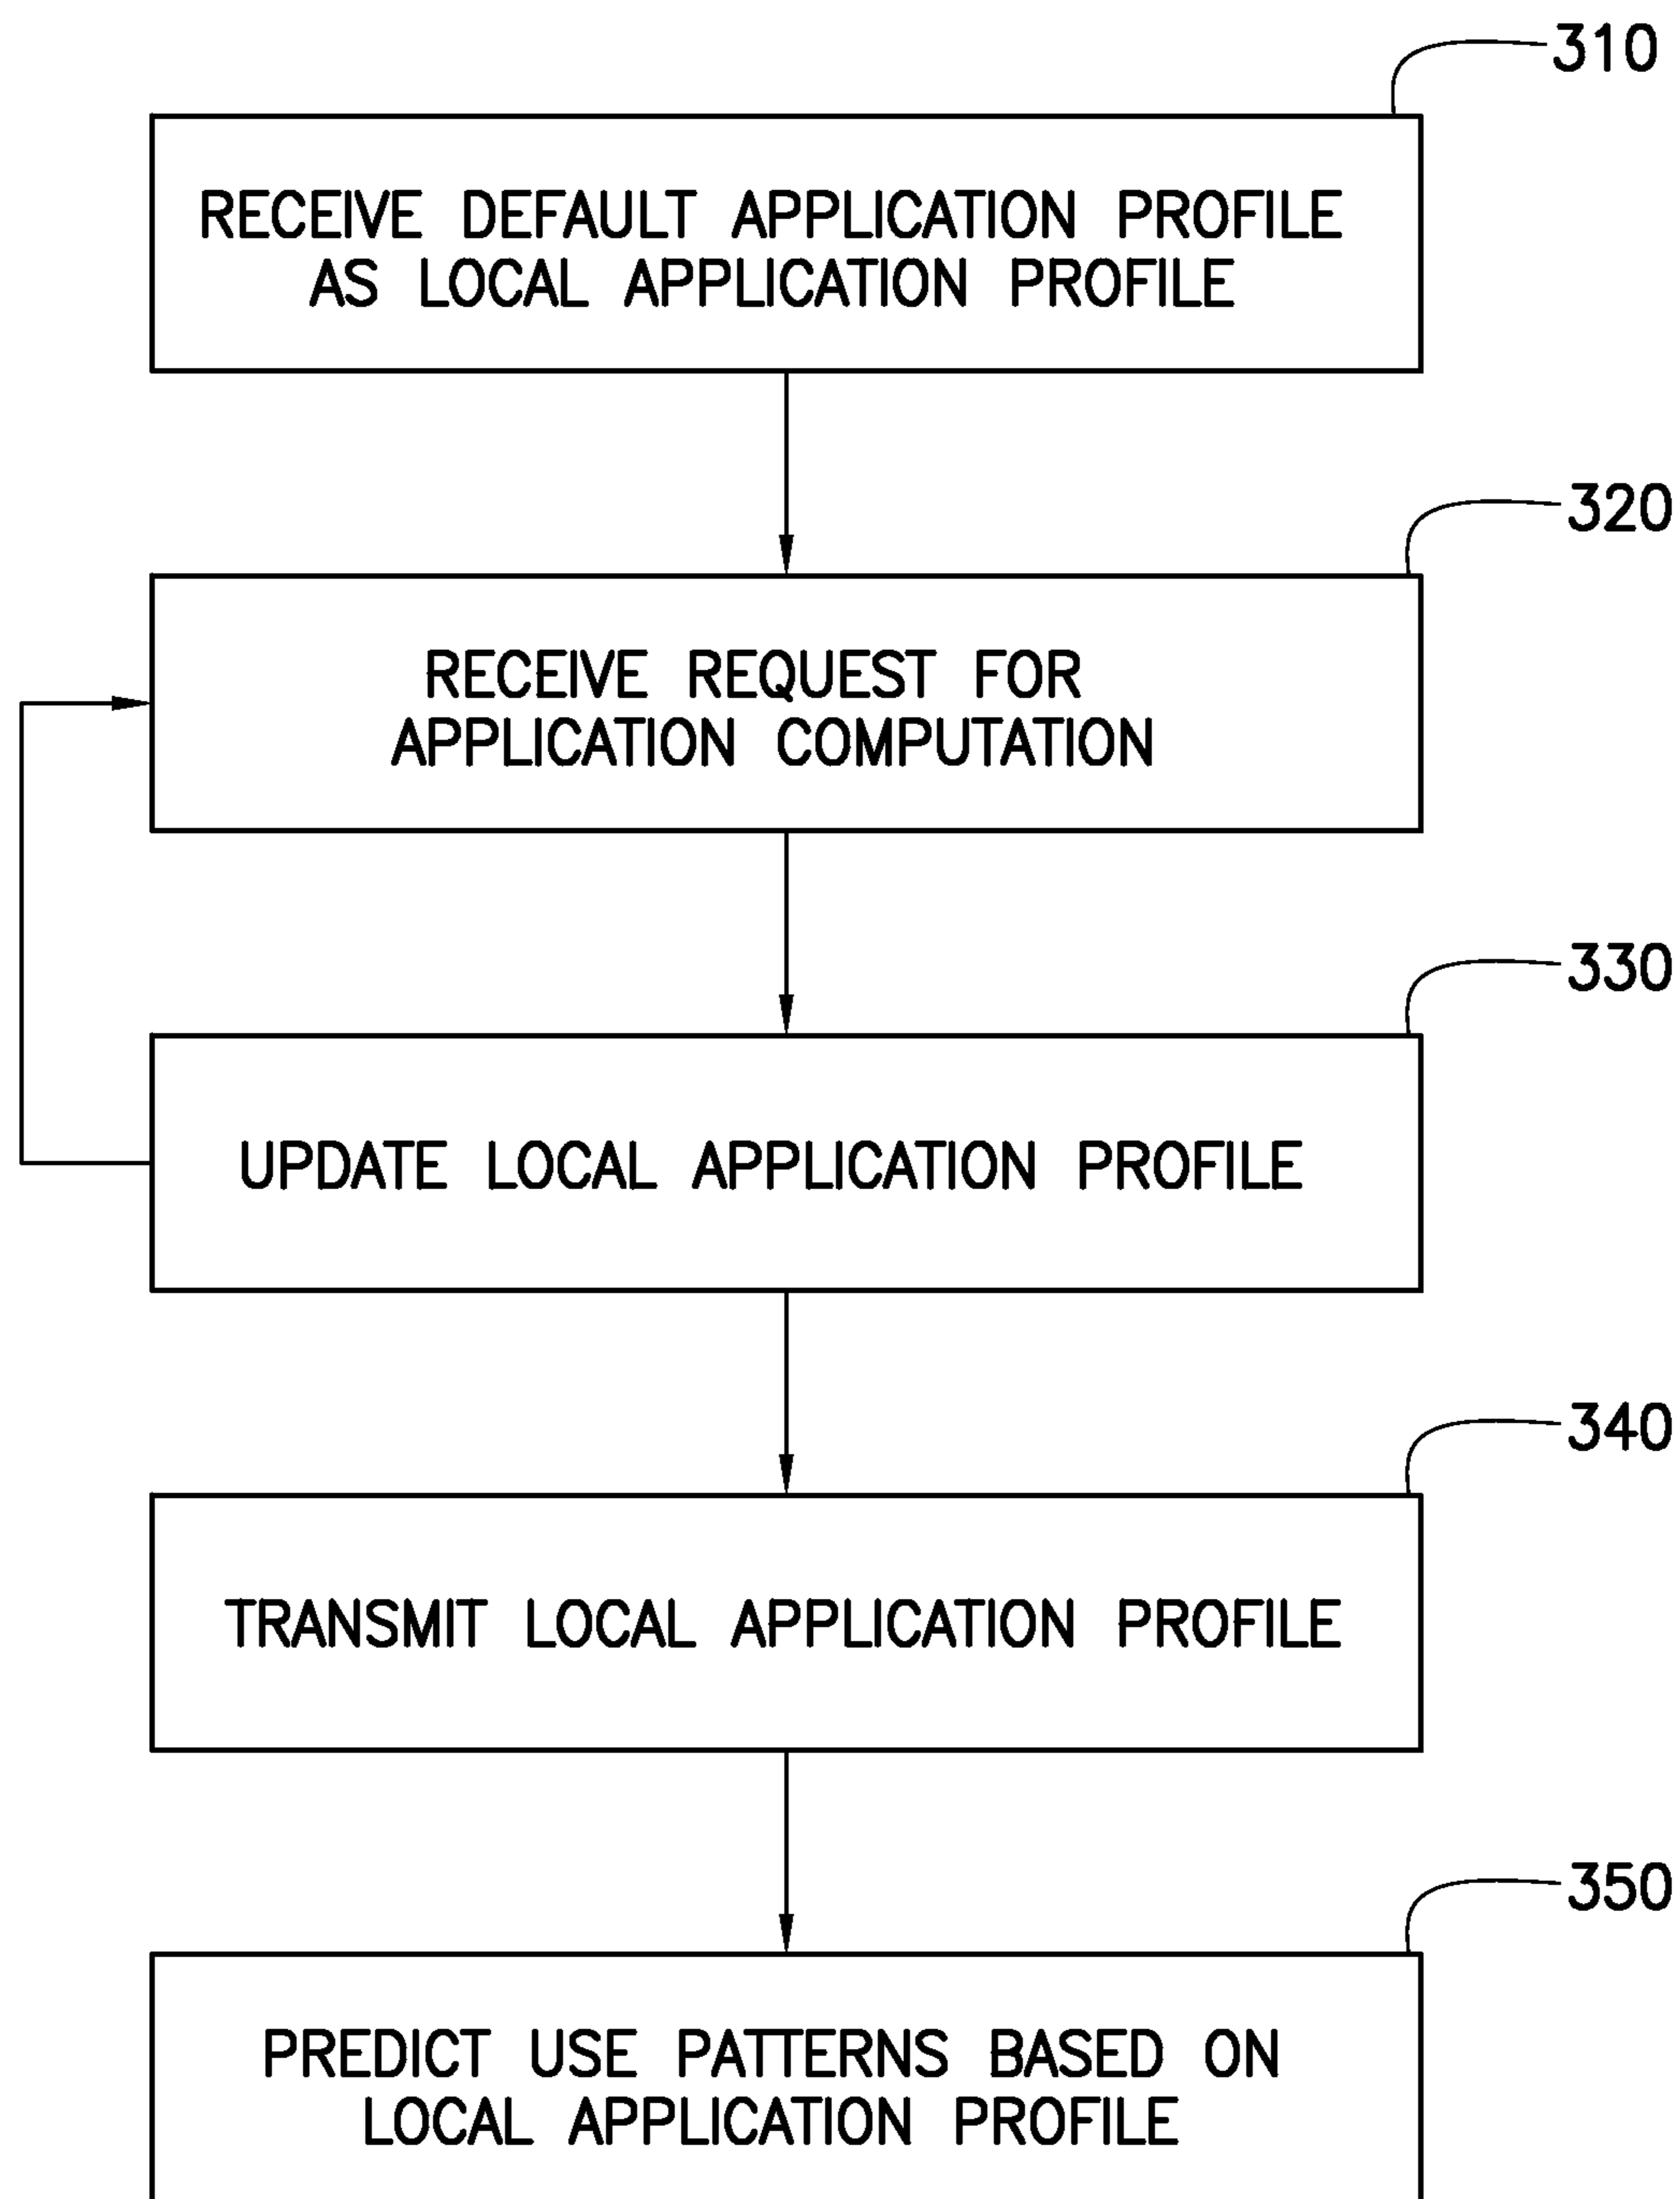 310
RECEIVE DEFAULT APPLICATION PROFILE
AS LOCAL APPLICATION PROFILE
320
RECEIVE REQUEST FOR
APPLICATION COMPUTATION
330
UPDATE LOCAL APPLICATION PROFILE
340
TRANSMIT LOCAL APPLICATION PROFILE
350
PREDICT USE PATTERNS BASED ON
LOCAL APPLICATION PROFILE